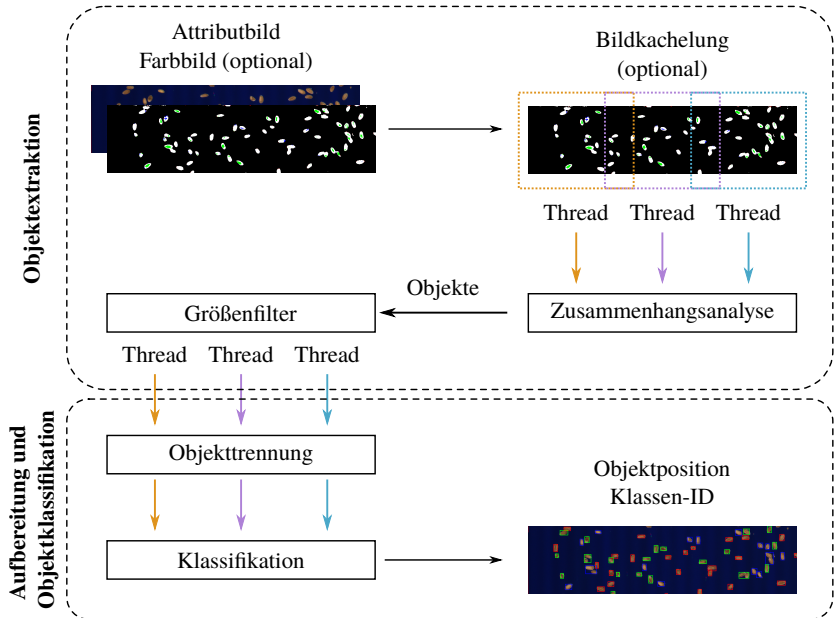 Attributbild
Farbbild (optional)
Bildkachelung
(optional)
Objektextraktion
Thread Thread Thread
Objekte
Größenfilter
Zusammenhangsanalyse
Thread Thread Thread
Aufbereitung und
Objektklassifikation
Objekttrennung
Objektposition
Klassen-ID
Klassifikation